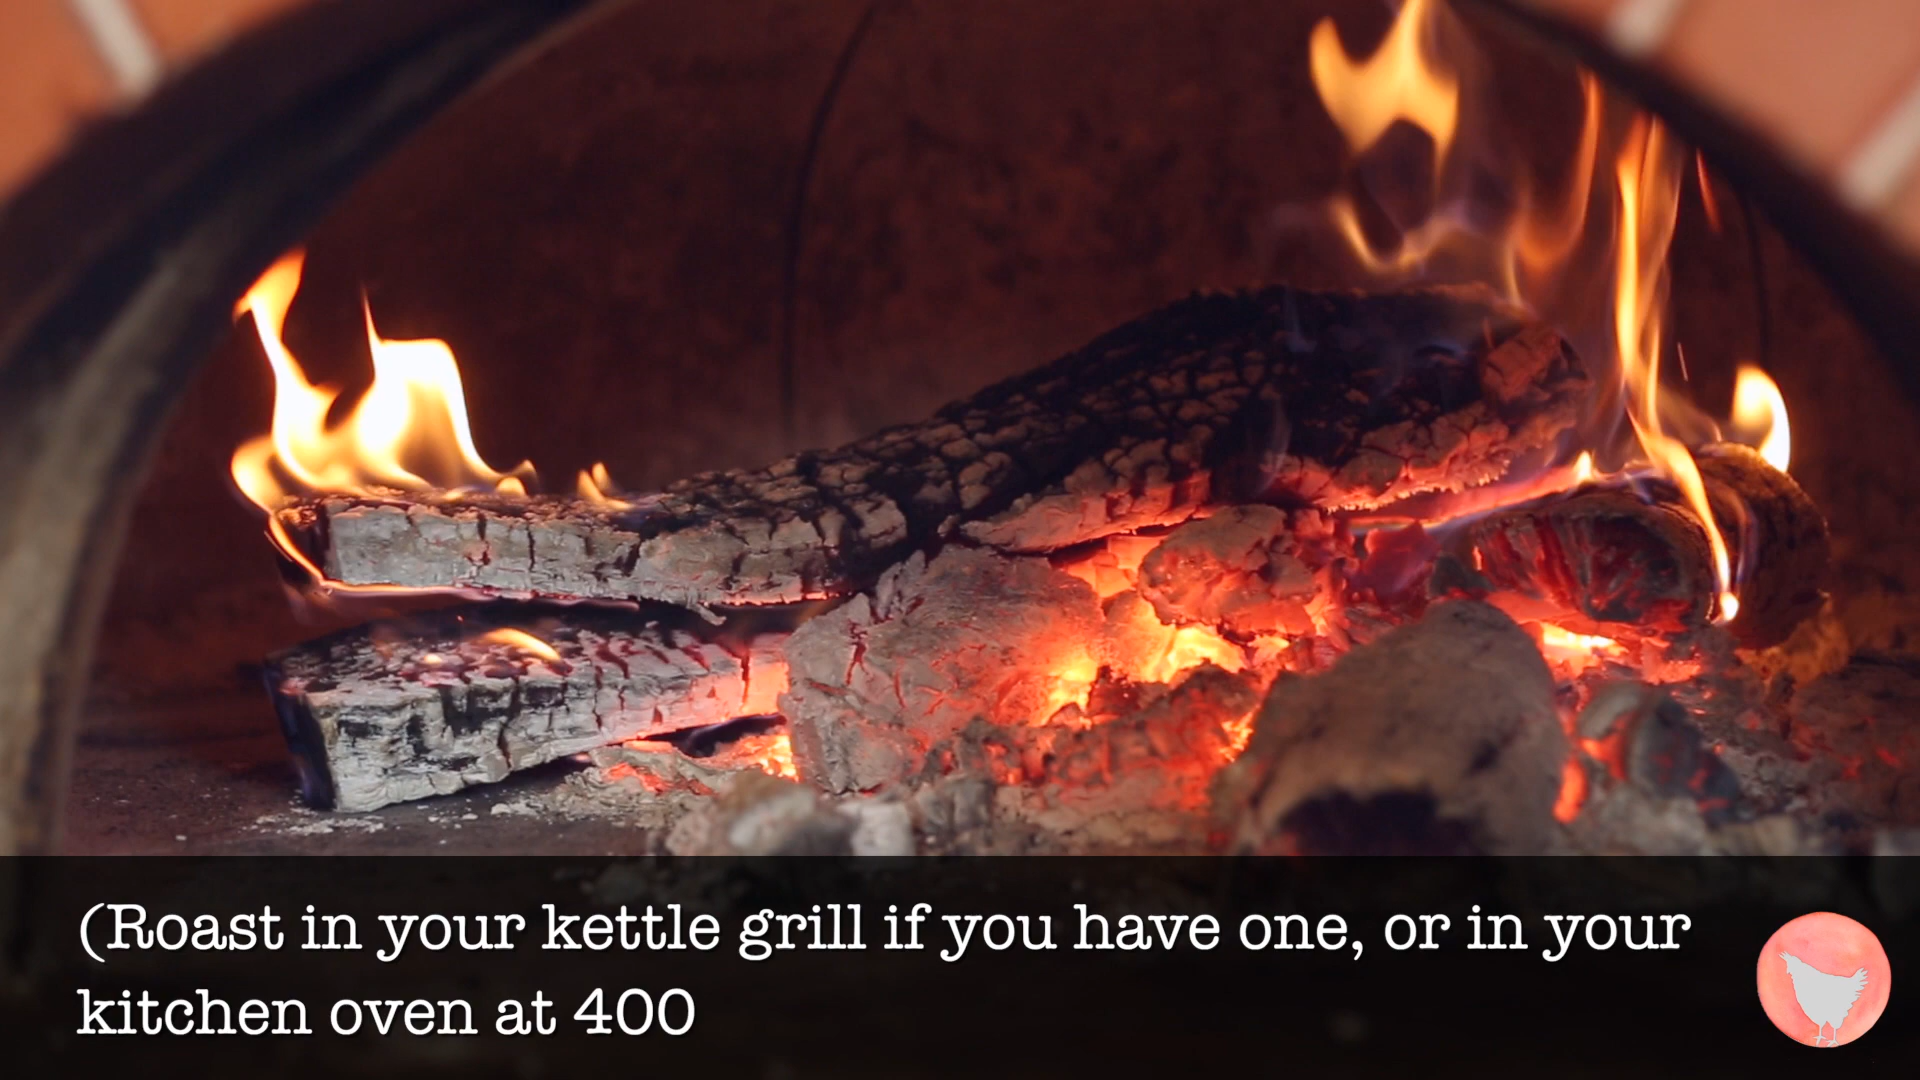 (Roast in your kettle grill if you have one, or in your
kitchen oven at 400